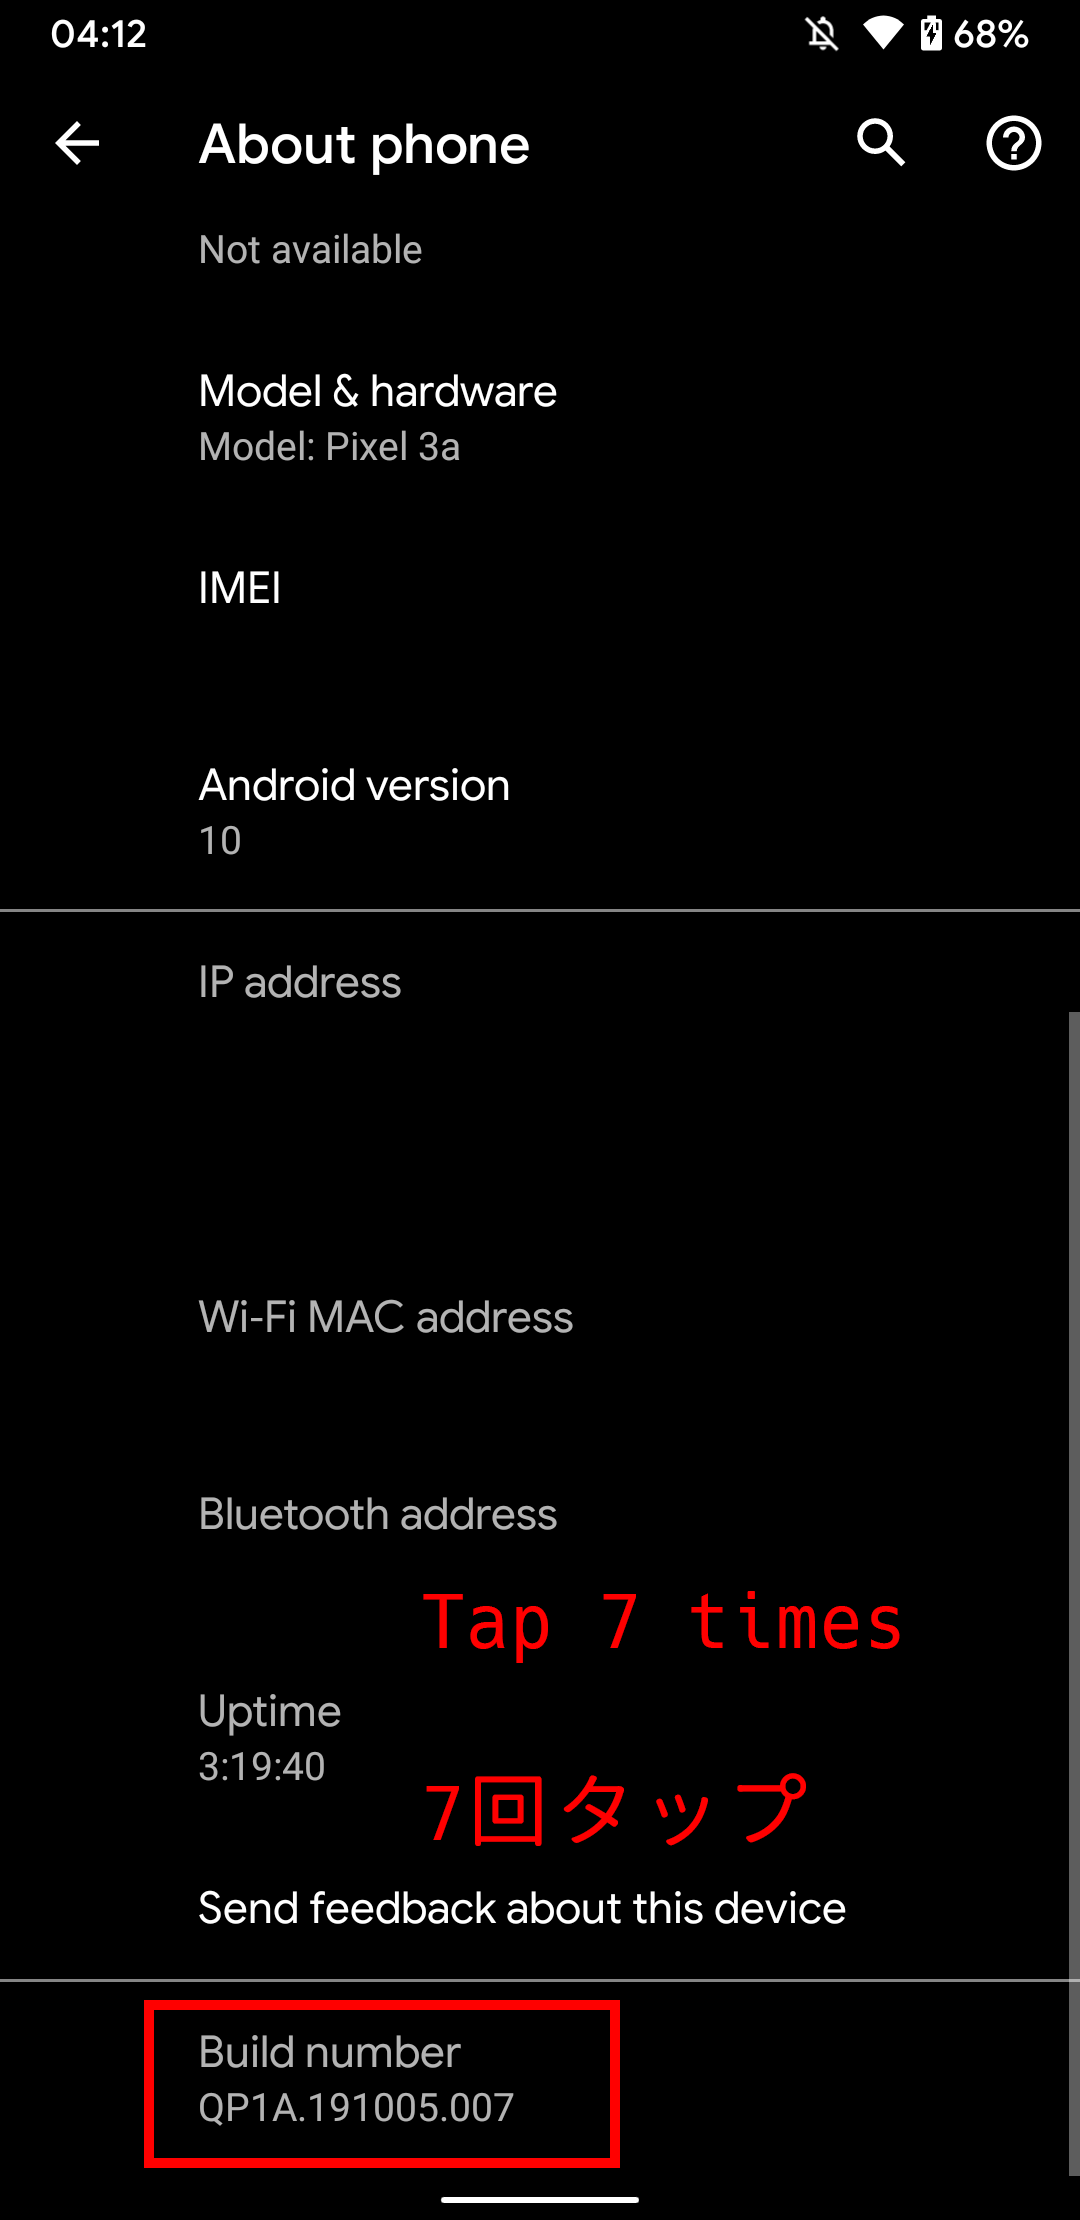 04:12
68%
About phone
Not available
Model & hardware
Model: Pixel 3a
IMEI
Android version
10
IP address
Wi-Fi MAC address
Bluetooth address
Tap 7 times
Uptime
3:19:40
7回タップ
Send feedback about this device
Build number
QP1A.191005.007